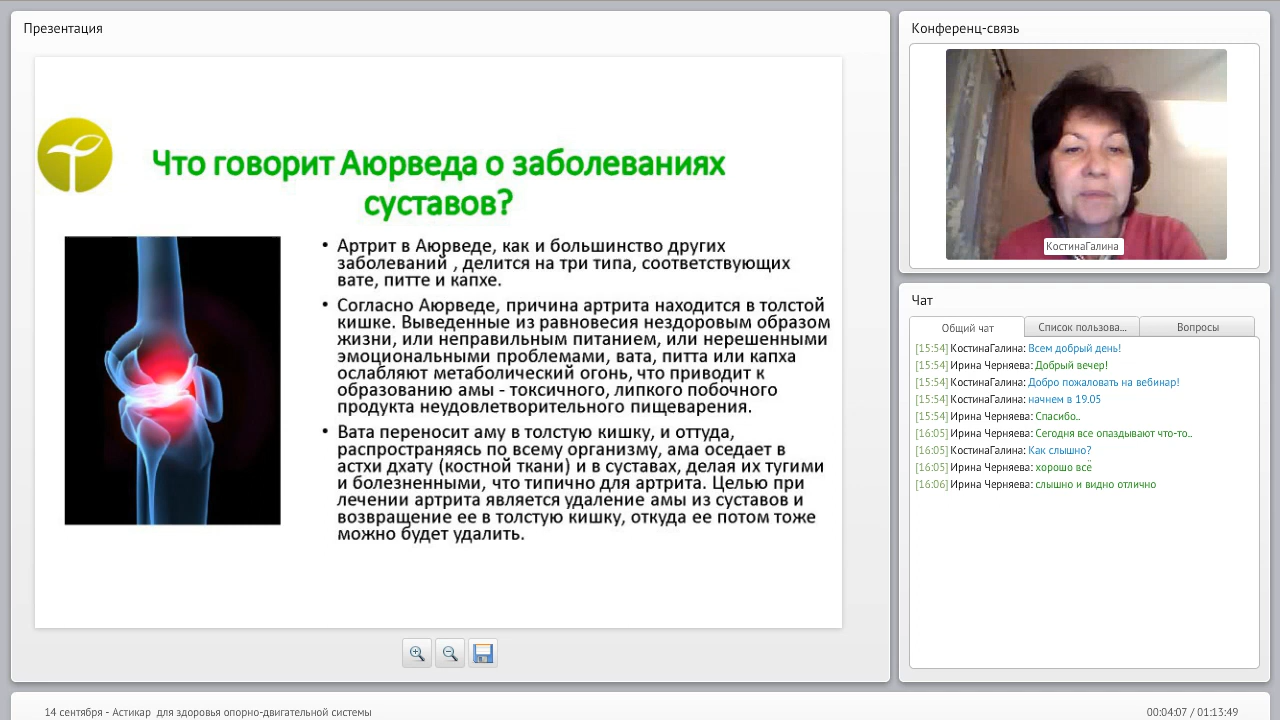 Презентация
Что говорит Аюрведа о заболеваниях
суставов?
• Артрит в Аюрведе, как и большинство других
заболеваний , делится на три типа, соответствующих
вате, питте и капхе.
• Согласно Аюрведе, причина артрита находится в толстой
кишке. Выведенные из равновесия нездоровым образом
жизни, или неправильным питанием, или нерешенными
эмоциональными проблемами, вата, питта или капха
ослабляют метаболический огонь, что приводит к
образованию амы - токсичного, липкого побочного
продукта неудовлетворительного пищеварения.
• Вата переносит аму в толстую кишку, и оттуда,
распространяясь по всему организму, ама оседает в
астхи дхату (костной ткани) и в суставах, делая их тугими
и болезненными, что типично для артрита. Целью при
лечении артрита является удаление амы из суставов и
возвращение ее в толстую кишку, откуда ее потом тоже
можно будет удалить.
Конференц-связь
КостинаГалина
Чат
Общий чат
Список пользова...
Вопросы
[15:54] КостинаГалина: Всем добрый день!
[15:54] Ирина Черняева: Добрый вечер!
[15:54] КостинаГалина: Добро пожаловать на вебинар!
[15:54] КостинаГалина: начнем в 19.05
[15:54] Ирина Черняева: Спасибо..
[16:05] Ирина Черняева: Сегодня все опаздывают что-то..
[16:05] КостинаГалина: Как слышно?
[16:05] Ирина Черняева: хорошо всё
[16:06] Ирина Черняева: слышно и видно отлично
14 сентября - Астикар для здоровья опорно-двигательной системы
00:04:07 / 01:13:49